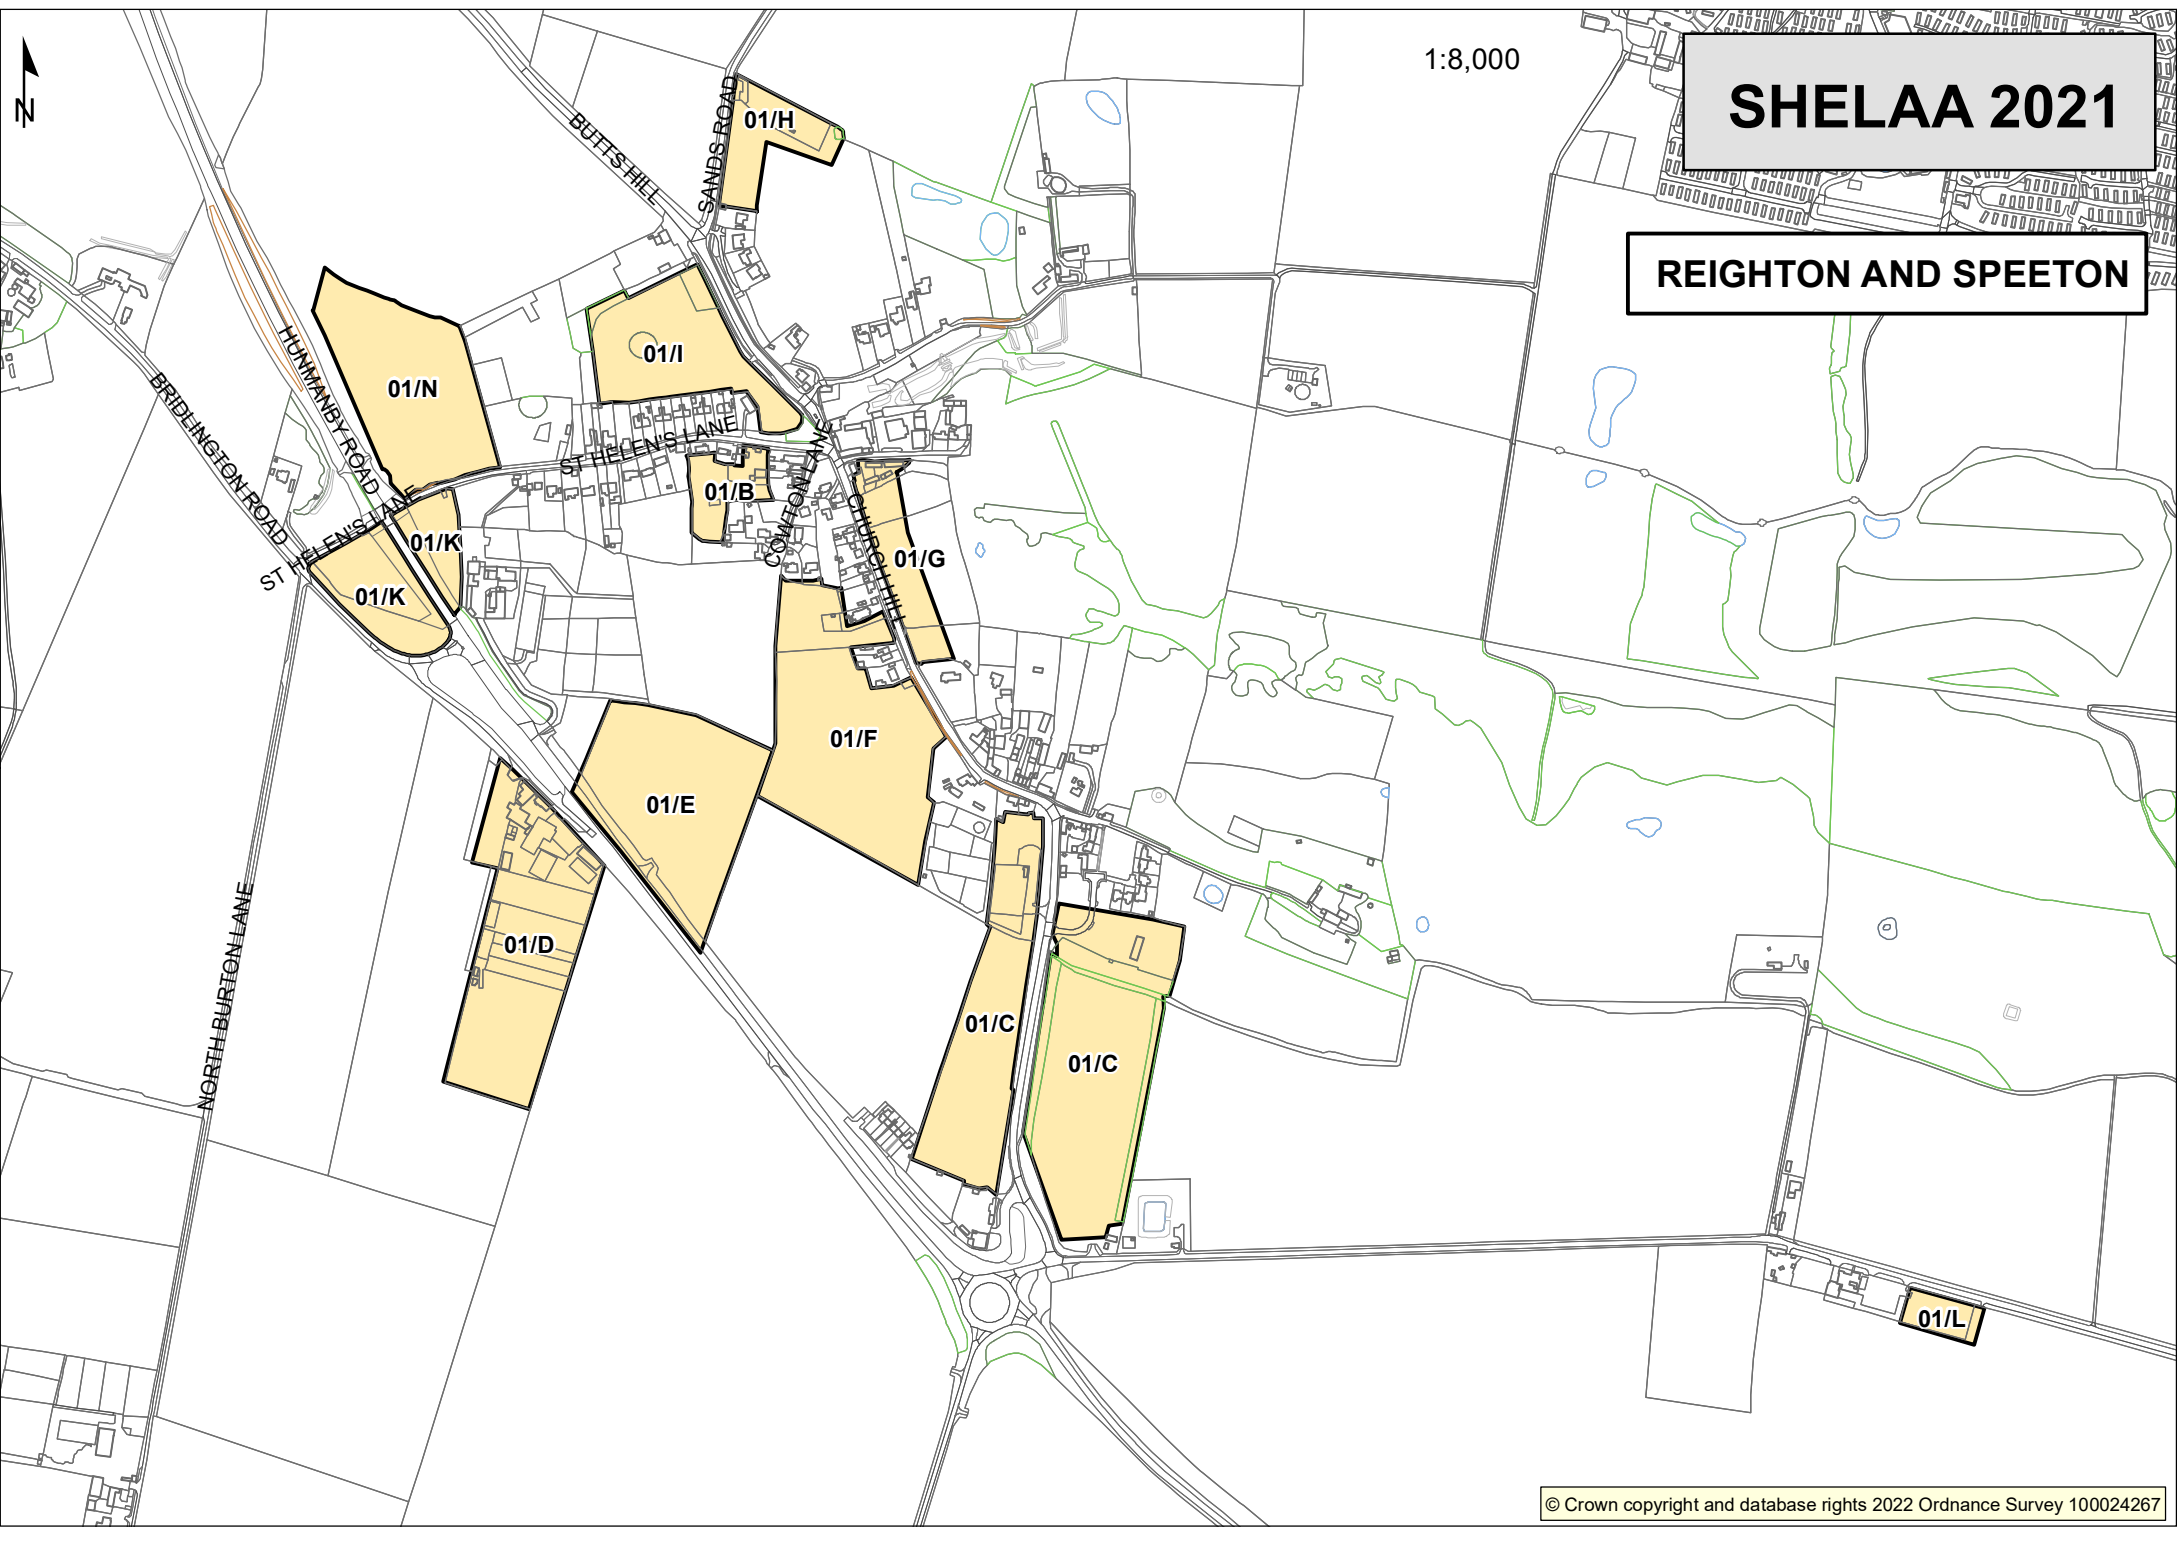 1:8,000
SHELAA 2021
REIGHTON AND SPEETON
N
BUTTS HILL
SANDS ROAD
01/H
HUNMANBY ROAD
BRIDLINGTON ROAD
01/N
01/I
ST HELEN'S LANE
01/B
COWTON LANE
CHURCH HILL
01/G
ST HELEN'S LANE
01/K
01/K
01/F
01/E
01/D
NORTH BURTON LANE
01/C
01/C
01/L
© Crown copyright and database rights 2022 Ordnance Survey 100024267